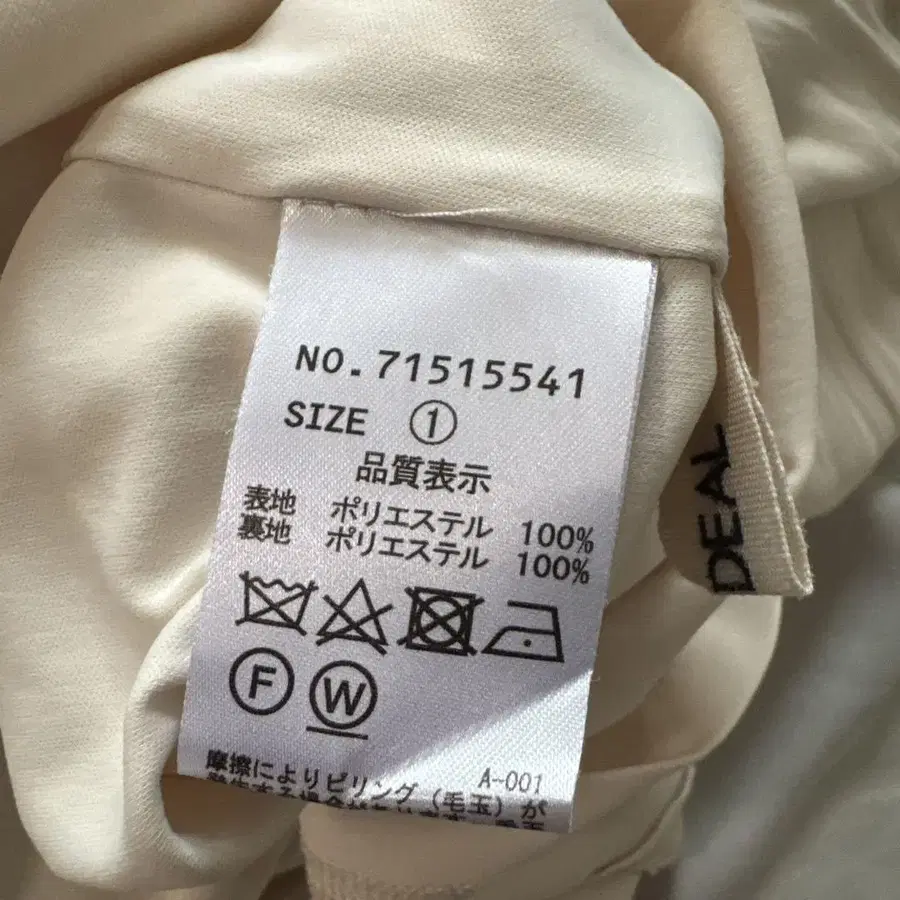 NO.71515541
SIZE ①
品質表示
表地 ポリエステル 100%
裏地 ポリエステル 100%
F W
摩擦によりピリング(毛玉)が
A-001
DEAL